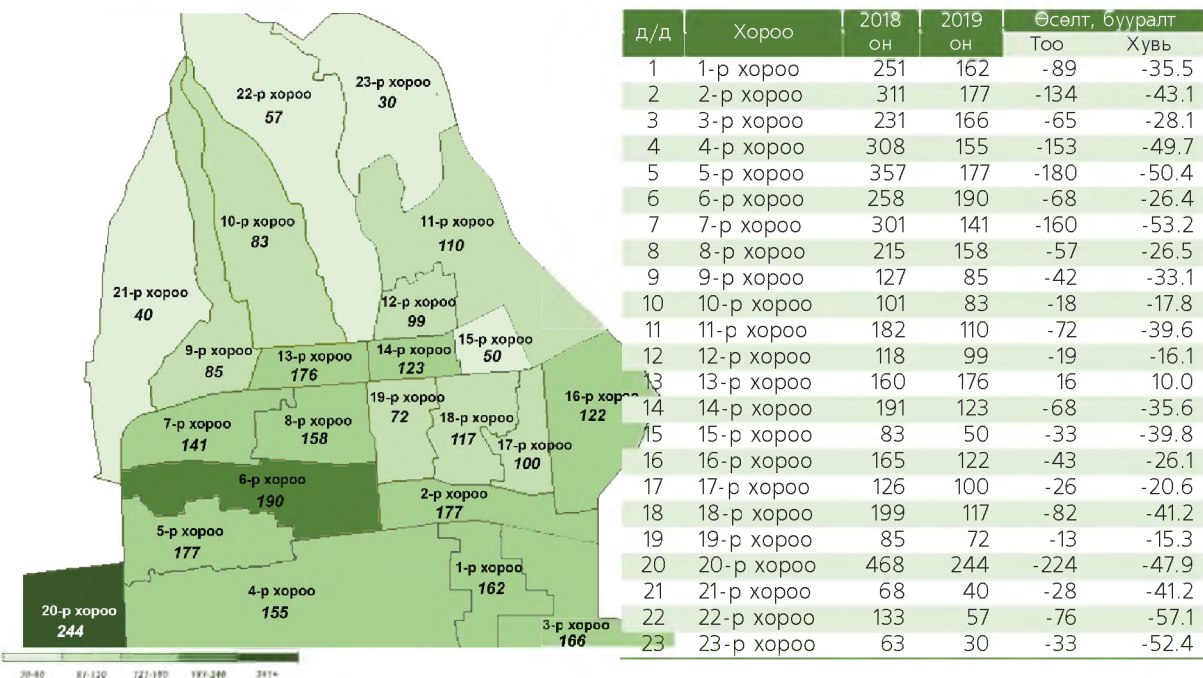 23-р хороо
30
22-р хороо
57
10-р хороо
83
11-р хороо
110
21-р хороо
40
12-р хороо
99
9-р хороо
85
13-р хороо
176
14-р хороо
123
15-р хороо
50
16-р хороо
122
19-р хороо
72
7-р хороо
141
8-р хороо
158
18-р хороо
117
17-р хороо
100
6-р хороо
190
2-р хороо
177
5-р хороо
177
1-р хороо
162
4-р хороо
155
20-р хороо
244
3-р хороо
166
д/д Хороо 2018 он 2019 он Өсөлт, бууралт
Тоо Хувь
1 1-р хороо 251 162 -89 -35.5
2 2-р хороо 311 177 -134 -43.1
3 3-р хороо 231 166 -65 -28.1
4 4-р хороо 308 155 -153 -49.7
5 5-р хороо 357 177 -180 -50.4
6 6-р хороо 258 190 -68 -26.4
7 7-р хороо 301 141 -160 -53.2
8 8-р хороо 215 158 -57 -26.5
9 9-р хороо 127 85 -42 -33.1
10 10-р хороо 101 83 -18 -17.8
11 11-р хороо 182 110 -72 -39.6
12 12-р хороо 118 99 -19 -16.1
13 13-р хороо 160 176 16 10.0
14 14-р хороо 191 123 -68 -35.6
15 15-р хороо 83 50 -33 -39.8
16 16-р хороо 165 122 -43 -26.1
17 17-р хороо 126 100 -26 -20.6
18 18-р хороо 199 117 -82 -41.2
19 19-р хороо 85 72 -13 -15.3
20 20-р хороо 468 244 -224 -47.9
21 21-р хороо 68 40 -28 -41.2
22 22-р хороо 133 57 -76 -57.1
23 23-р хороо 63 30 -33 -52.4